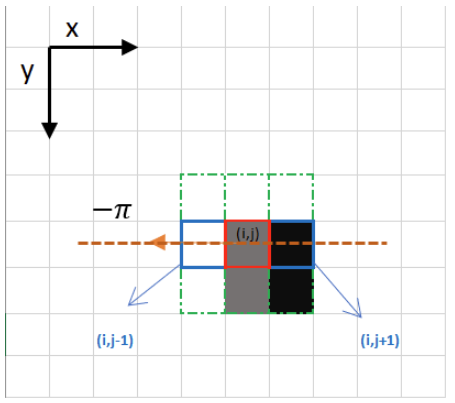 x
y
−π
(i,j)
(i,j-1)
(i,j+1)